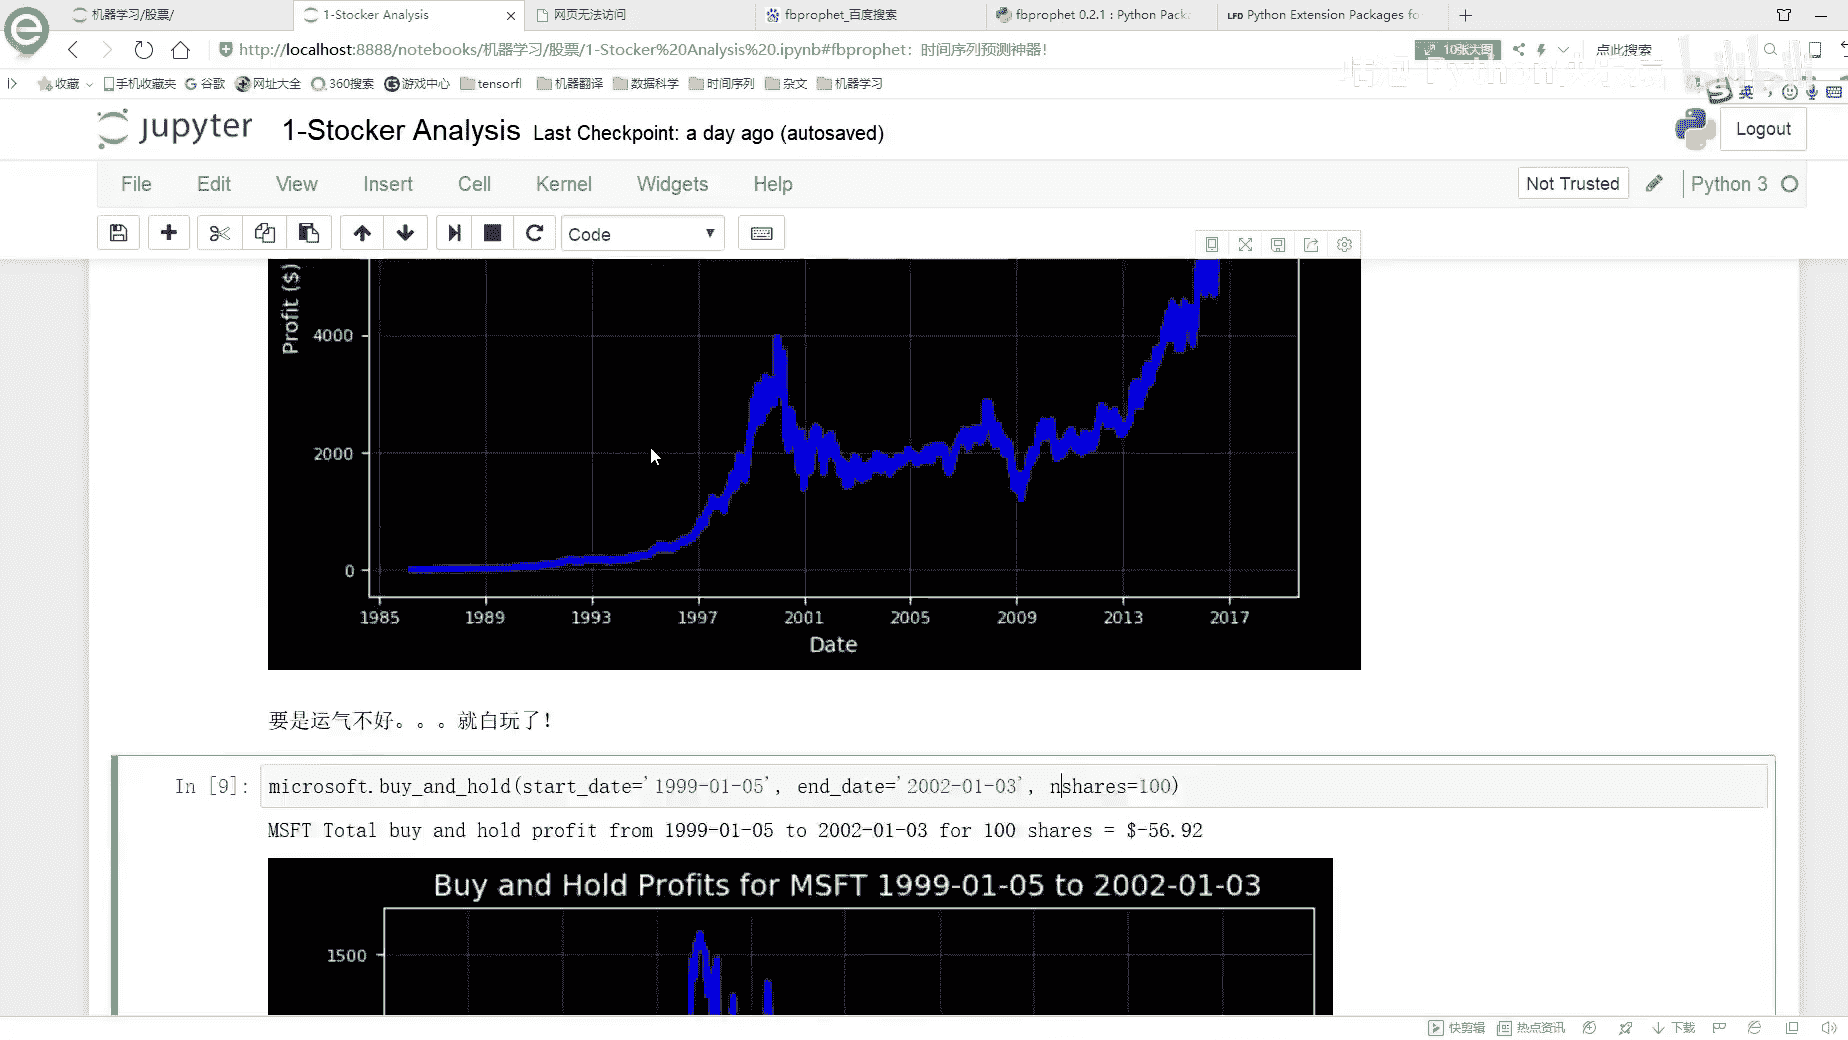 机器学习/股票/
1-Stocker Analysis
网页无法访问
fbprophet_百度搜索
fbprophet 0.2.1 : Python Pack
LFD Python Extension Packages fo
http://localhost:8888/notebooks/机器学习/股票/1-Stocker%20Analysis%20.ipynb#fbprophet: 时间序列预测神器!
10张大图
点此搜索
收藏 手机收藏夹 谷歌 网址大全 360搜索 游戏中心 tensorfl 机器翻译 数据科学 时间序列 杂文 机器学习
英
jupyter 1-Stocker Analysis Last Checkpoint: a day ago (autosaved)
Logout
File Edit View Insert Cell Kernel Widgets Help
Not Trusted
Python 3
Code
Profit ($)
4000
2000
0
1985 1989 1993 1997 2001 2005 2009 2013 2017
Date
要是运气不好。。。就白玩了!
In [9]: microsoft.buy_and_hold(start_date='1999-01-05', end_date='2002-01-03', nshares=100)
MSFT Total buy and hold profit from 1999-01-05 to 2002-01-03 for 100 shares = $-56.92
Buy and Hold Profits for MSFT 1999-01-05 to 2002-01-03
1500
快剪辑 热点资讯 下载